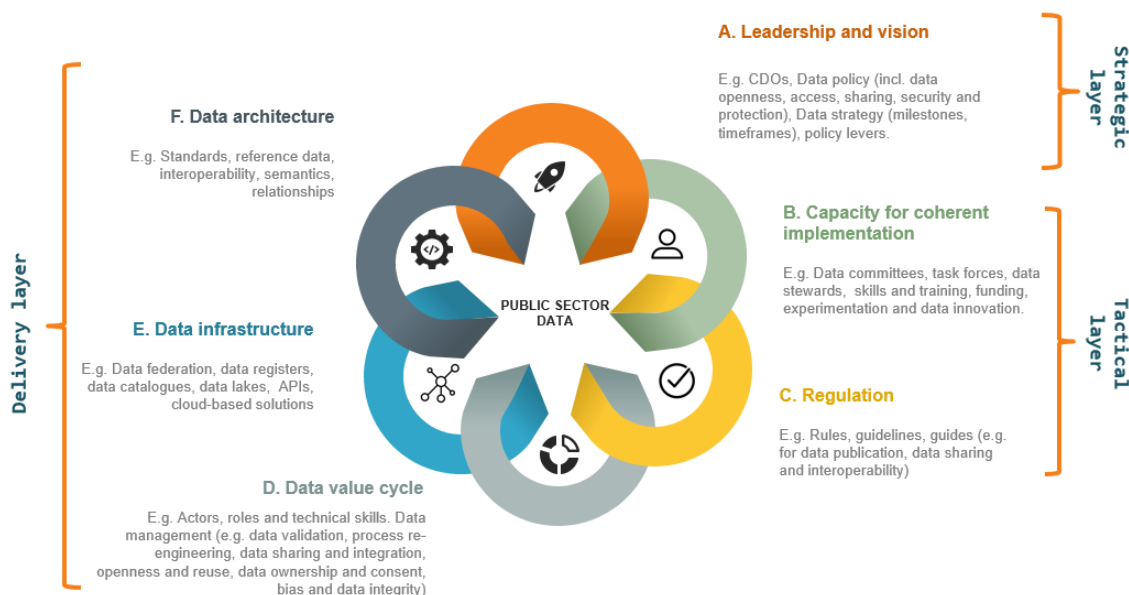 A. Leadership and vision
E.g. CDOs, Data policy (incl. data
openness, access, sharing, security and
protection), Data strategy (milestones,
timeframes), policy levers.
Strategic
layer
B. Capacity for coherent
implementation
E.g. Data committees, task forces, data
stewards, skills and training, funding,
experimentation and data innovation.
C. Regulation
E.g. Rules, guidelines, guides (e.g.
for data publication, data sharing
and interoperability)
Tactical
layer
D. Data value cycle
E.g. Actors, roles and technical skills. Data
management (e.g. data validation, process re-
engineering, data sharing and integration,
openness and reuse, data ownership and consent,
bias and data integrity)
E. Data infrastructure
E.g. Data federation, data registers,
data catalogues, data lakes, APIs,
cloud-based solutions
F. Data architecture
E.g. Standards, reference data,
interoperability, semantics,
relationships
Delivery layer
PUBLIC SECTOR
DATA